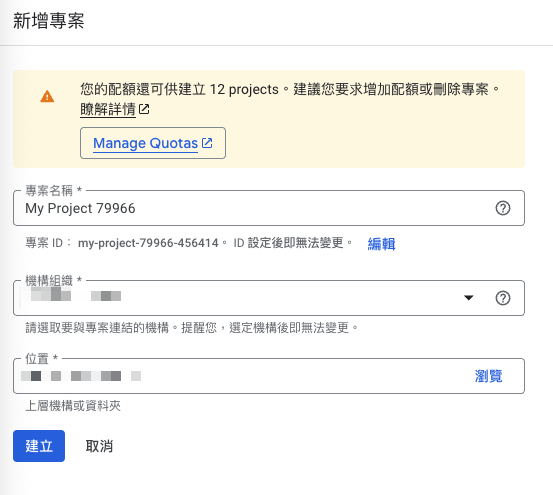 新增專案
您的配額還可供建立 12 projects。建議您要求增加配額或刪除專案。
瞭解詳情
Manage Quotas
專案名稱 *
My Project 79966
專案 ID： my-project-79966-456414。 ID 設定後即無法變更。 編輯
機構組織 *
請選取要與專案連結的機構。提醒您，選定機構後即無法變更。
位置 *
瀏覽
上層機構或資料夾
建立 取消